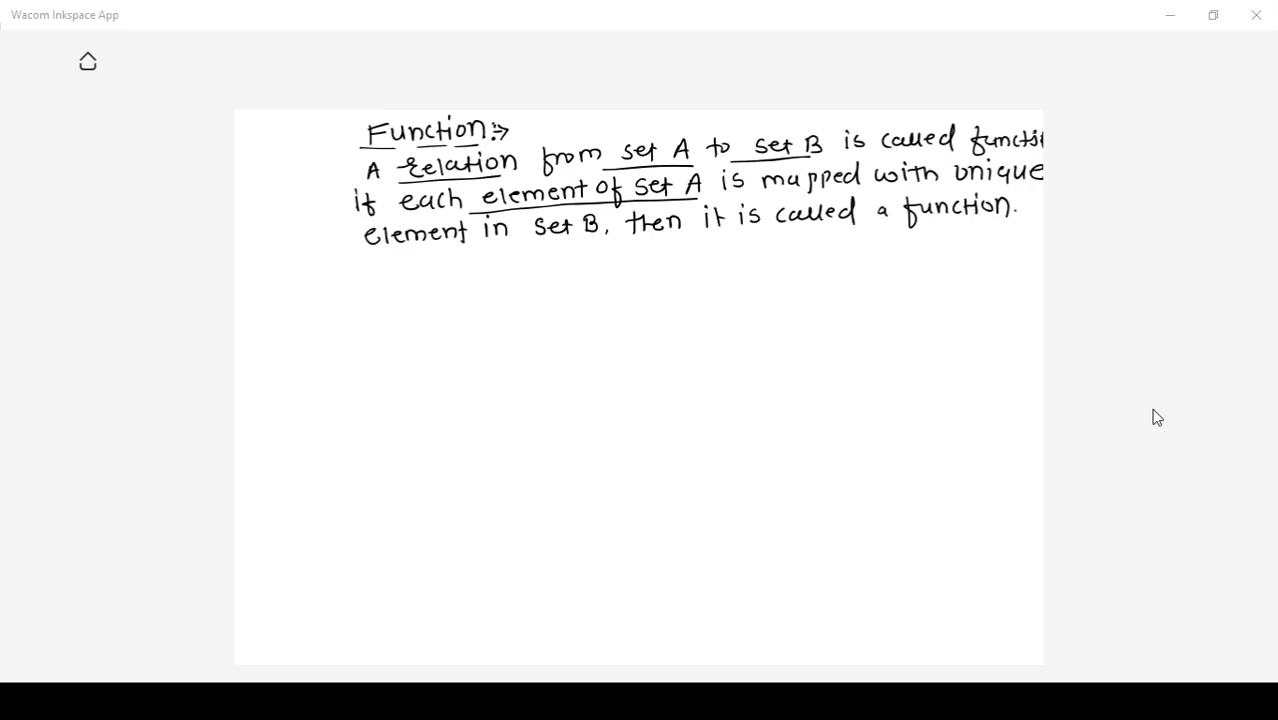 Wacom Inkspace App
Function:→
A relation from set A to set B is called functi
if each element of set A is mapped with unique
element in set B, then it is called a function.